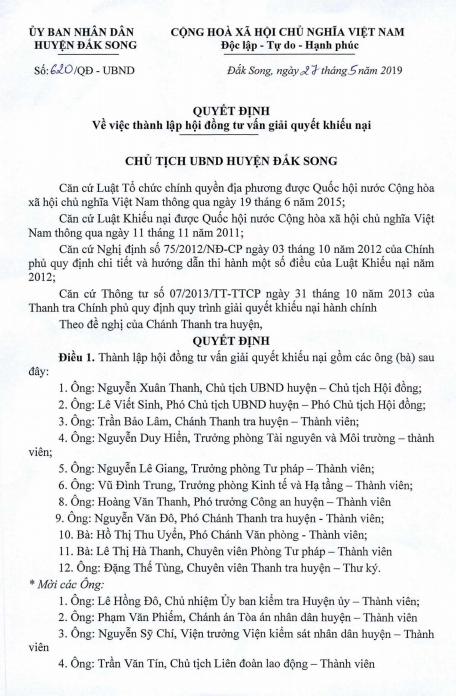 ỦY BAN NHÂN DÂN
HUYỆN ĐẮK SONG
CỘNG HOÀ XÃ HỘI CHỦ NGHĨA VIỆT NAM
Độc lập - Tự do - Hạnh phúc
Số: 620/QĐ - UBND
Đắk Song, ngày 27 tháng 5 năm 2019
QUYẾT ĐỊNH
Về việc thành lập hội đồng tư vấn giải quyết khiếu nại
CHỦ TỊCH UBND HUYỆN ĐẮK SONG
Căn cứ Luật Tổ chức chính quyền địa phương được Quốc hội nước Cộng hòa
xã hội chủ nghĩa Việt Nam thông qua ngày 19 tháng 6 năm 2015;
Căn cứ Luật Khiếu nại được Quốc hội nước Cộng hòa xã hội chủ nghĩa Việt
Nam thông qua ngày 11 tháng 11 năm 2011;
Căn cứ Nghị định số 75/2012/NĐ-CP ngày 03 tháng 10 năm 2012 của Chính
phủ quy định chi tiết và hướng dẫn thi hành một số điều của Luật Khiếu nại năm
2012;
Căn cứ Thông tư số 07/2013/TT-TTCP ngày 31 tháng 10 năm 2013 của
Thanh tra Chính phủ quy định quy trình giải quyết khiếu nại hành chính
Theo đề nghị của Chánh Thanh tra huyện,
QUYẾT ĐỊNH
Điều 1. Thành lập hội đồng tư vấn giải quyết khiếu nại gồm các ông (bà) sau
đây:
1. Ông: Nguyễn Xuân Thanh, Chủ tịch UBND huyện – Chủ tịch Hội đồng;
2. Ông: Lê Viết Sinh, Phó Chủ tịch UBND huyện – Phó Chủ tịch Hội đồng;
3. Ông: Trần Bảo Lâm, Chánh Thanh tra huyện – Thành viên;
4. Ông: Nguyễn Duy Hiển, Trưởng phòng Tài nguyên và Môi trường – thành
viên;
5. Ông: Nguyễn Lê Giang, Trưởng phòng Tư pháp – Thành viên;
6. Ông: Vũ Đình Trung, Trưởng phòng Kinh tế và Hạ tầng – Thành viên;
8. Ông: Hoàng Văn Thanh, Phó trưởng Công an huyện – Thành viên
9. Ông: Nguyễn Văn Đô, Phó Chánh Thanh tra huyện - Thành viên;
10. Bà: Hồ Thị Thu Uyển, Phó Chánh Văn phòng - Thành viên;
11. Bà: Lê Thị Hà Thanh, Chuyên viên Phòng Tư pháp – Thành viên
12. Ông: Đặng Thế Tùng, Chuyên viên Thanh tra huyện – Thư ký.
* Mời các Ông:
1. Ông: Lê Hồng Đô, Chủ nhiệm Ủy ban kiểm tra Huyện ủy – Thành viên;
2. Ông: Phạm Văn Phiếm, Chánh án Tòa án nhân dân huyện – Thành viên
3. Ông: Nguyễn Sỹ Chí, Viện trưởng Viện kiểm sát nhân dân huyện – Thành
viên
4. Ông: Trần Văn Tín, Chủ tịch Liên đoàn lao động – Thành viên